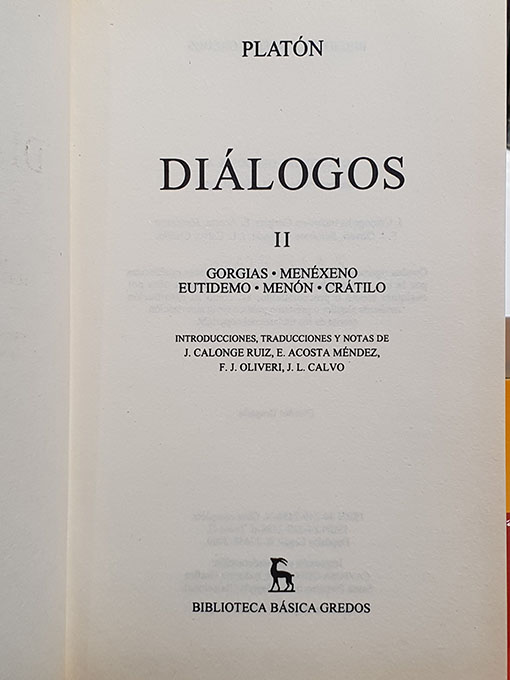 PLATÓN
DIÁLOGOS
II
GORGIAS • MENÉXENO
EUTIDEMO • MENÓN • CRÁTILO
INTRODUCCIONES, TRADUCCIONES Y NOTAS DE
J. CALONGE RUIZ, E. ACOSTA MÉNDEZ,
F. J. OLIVERI, J. L. CALVO
BIBLIOTECA BÁSICA GREDOS